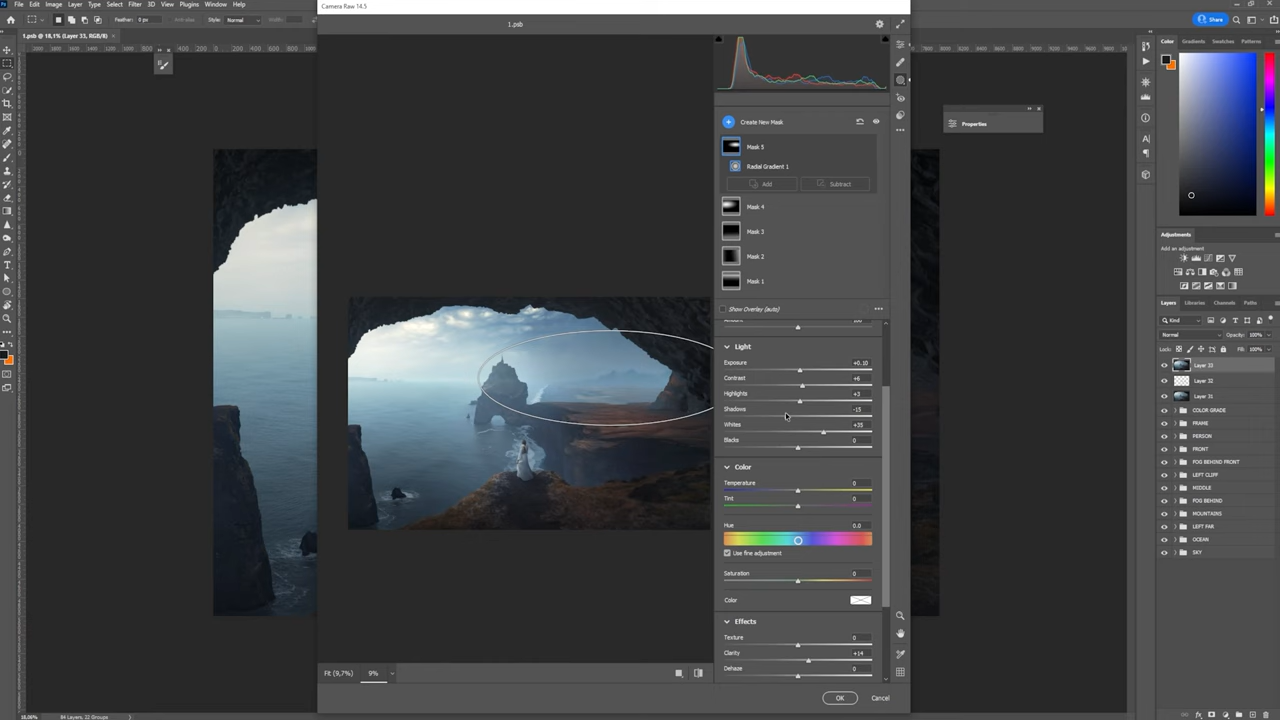 Camera Raw 14.5
File Edit Image Layer Type Select Filter 3D View Plugins Window Help
Feather: 0 px
Style: Normal
Share
1.psb @ 18,1% (Layer 33, RGB/8)
1.psb
Create New Mask
Mask 5
Radial Gradient 1
Add Subtract
Mask 4
Mask 3
Mask 2
Mask 1
Show Overlay (auto)
Light
Exposure +0.10
Contrast +6
Highlights +3
Shadows -15
Whites +35
Blacks 0
Color
Temperature 0
Tint 0
Hue 0.0
Use fine adjustment
Saturation 0
Color
Effects
Texture 0
Clarity +14
Dehaze 0
Fit (9,7%) 9%
OK Cancel
Properties
Color Gradients Swatches Patterns
Adjustments
Add an adjustment
Layers Libraries Channels Paths
Kind
Normal Opacity: 100%
Lock: Fill: 100%
Layer 33
Layer 32
Layer 31
COLOR GRADE
FRAME
PERSON
FRONT
FOG BEHIND FRONT
LEFT CLIFF
MIDDLE
FOG BEHIND
MOUNTAINS
LEFT FAR
OCEAN
SKY
18,06% 84 Layers, 22 Groups